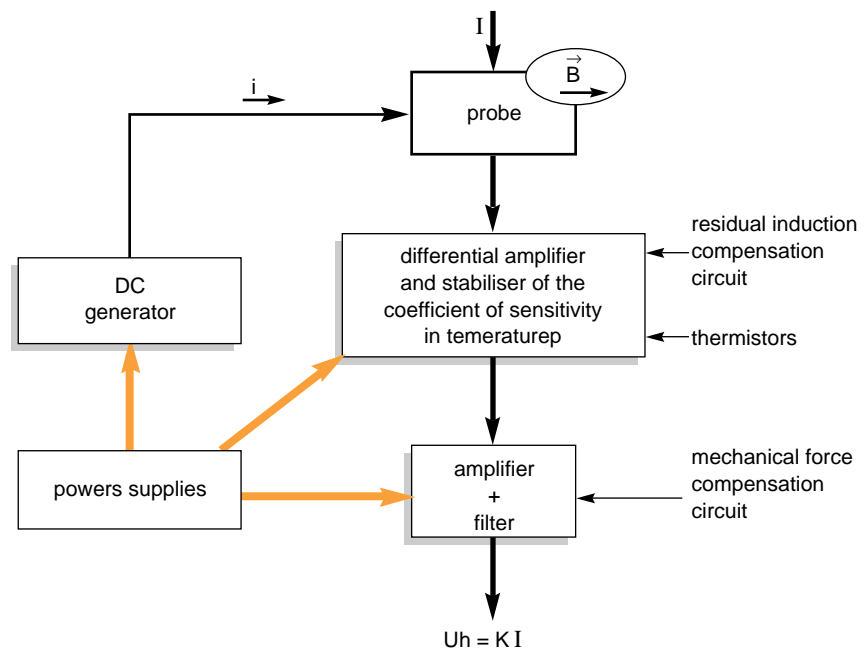 I
B
i
probe
residual induction
compensation
circuit
differential amplifier
and stabiliser of the
coefficient of sensitivity
in temeraturep
DC
generator
thermistors
powers supplies
amplifier
+
filter
mechanical force
compensation
circuit
Uh = K I